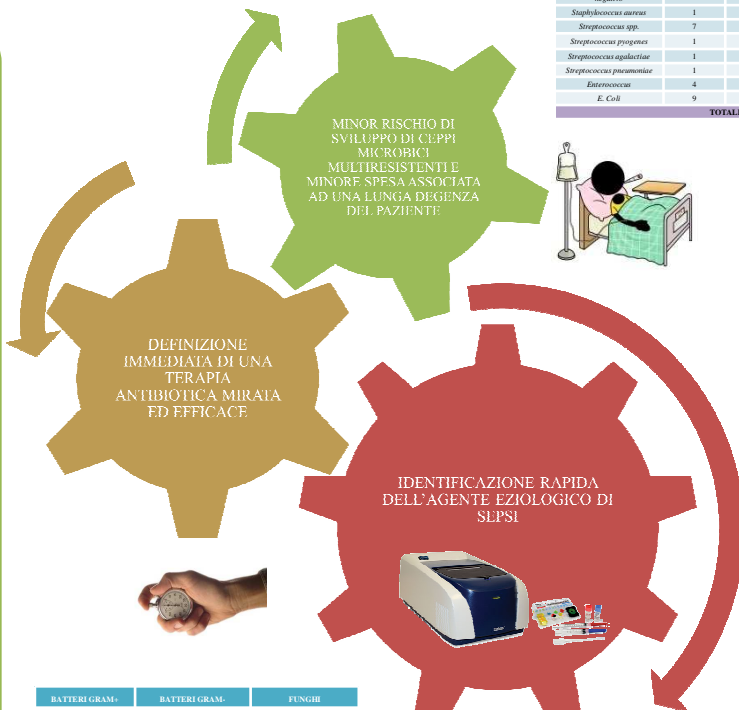 Staphylococcus aureus 1
Streptococcus spp. 7
Streptococcus pyogenes 1
Streptococcus agalactiae 1
Streptococcus pneumoniae 1
Enterococcus 4
E. Coli 9
MINOR RISCHIO DI
SVILUPPO DI CEPPI
MICROBICI
MULTIRESISTENTI E
MINORE SPESA ASSOCIATA
AD UNA LUNGA DEGENZA
DEL PAZIENTE
DEFINIZIONE
IMMEDIATA DI UNA
TERAPIA
ANTIBIOTICA MIRATA
ED EFFICACE
IDENTIFICAZIONE RAPIDA
DELL'AGENTE EZIOLOGICO DI
SEPSI
BATTERI GRAM+ BATTERI GRAM- FUNGHI